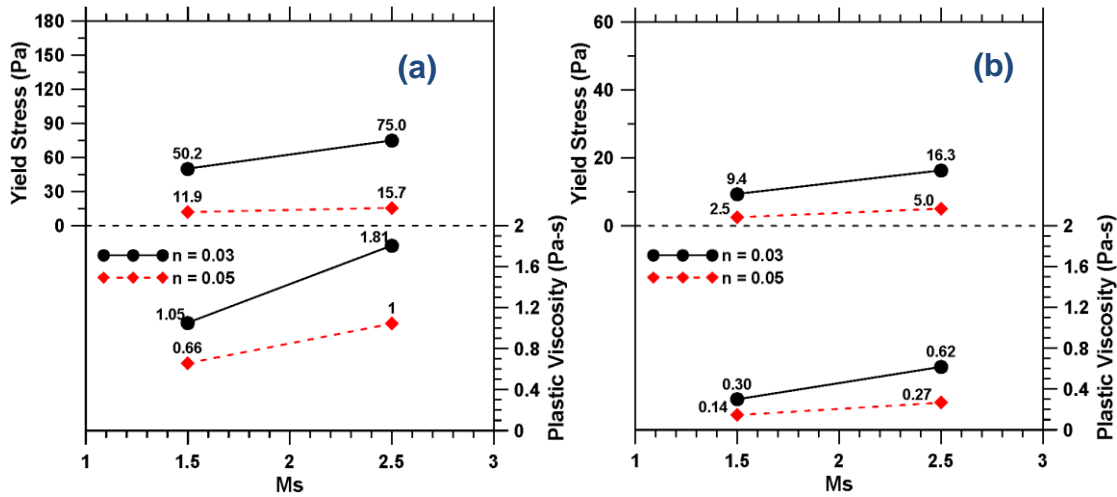 (a)
Yield Stress (Pa)
180
150
120
90
60
30
0
50.2
75.0
11.9
15.7
n = 0.03
n = 0.05
1.05
1.81
0.66
1
2
1.6
1.2
0.8
0.4
0
Plastic Viscosity (Pa-s)
1 1.5 2 2.5 3
Ms
(b)
Yield Stress (Pa)
60
40
20
0
9.4
16.3
2.5
5.0
n = 0.03
n = 0.05
0.30
0.62
0.14
0.27
2
1.6
1.2
0.8
0.4
0
Plastic Viscosity (Pa-s)
1 1.5 2 2.5 3
Ms